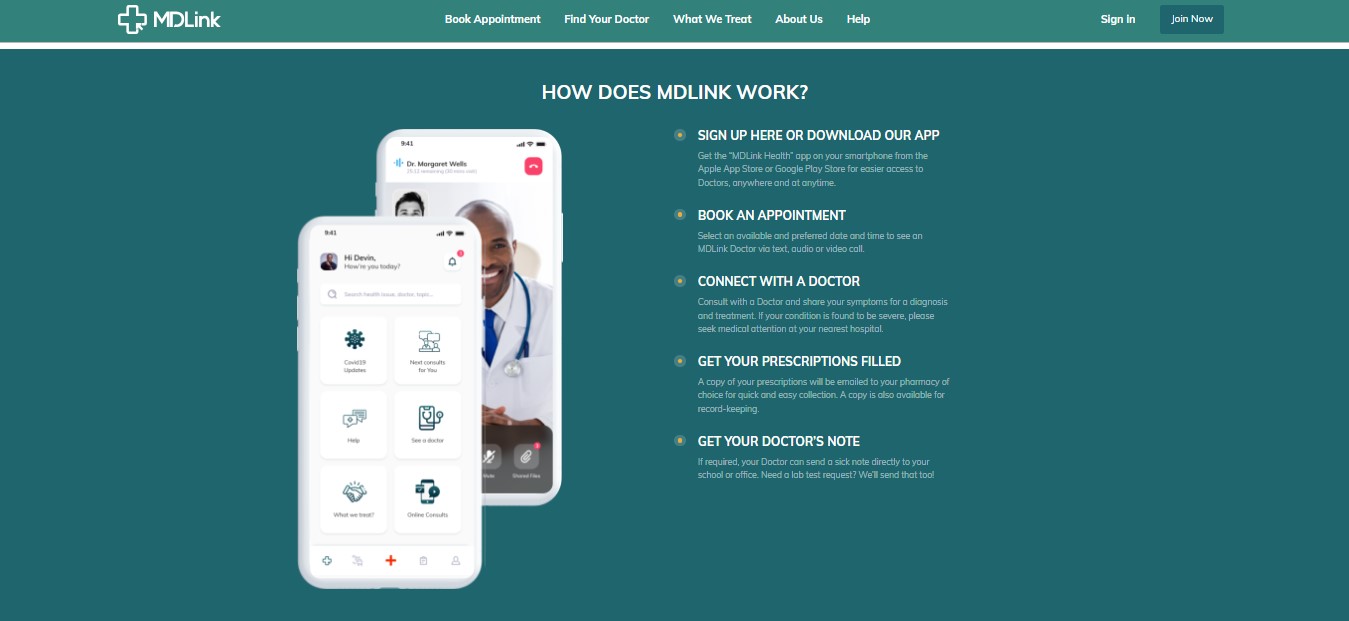 MDLink
Book Appointment
Find Your Doctor
What We Treat
About Us
Help
Sign in
Join Now
HOW DOES MDLINK WORK?
9:41
Dr. Margaret Wells
9:41
Hi Devin,
How're you today?
Search health issue, doctor, topic...
Covid19
Updates
Next consults
for You
Help
See a doctor
What we treat?
Online Consults
Mute
Shared Files
SIGN UP HERE OR DOWNLOAD OUR APP
Get the "MDLink Health" app on your smartphone from the
Apple App Store or Google Play Store for easier access to
Doctors, anywhere and at anytime.
BOOK AN APPOINTMENT
Select an available and preferred date and time to see an
MDLink Doctor via text, audio or video call.
CONNECT WITH A DOCTOR
Consult with a Doctor and share your symptoms for a diagnosis
and treatment. If your condition is found to be severe, please
seek medical attention at your nearest hospital.
GET YOUR PRESCRIPTIONS FILLED
A copy of your prescriptions will be emailed to your pharmacy of
choice for quick and easy collection. A copy is also available for
record-keeping.
GET YOUR DOCTOR'S NOTE
If required, your Doctor can send a sick note directly to your
school or office. Need a lab test request? We'll send that too!